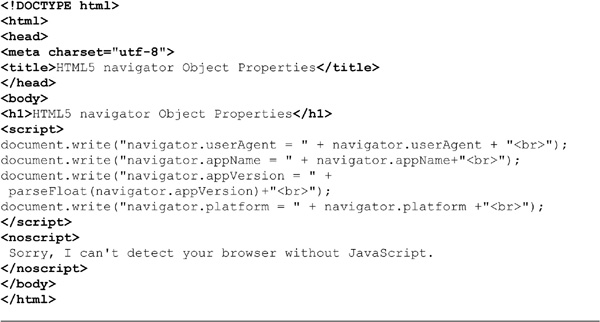 <!DOCTYPE html>
<html>
<head>
<meta charset="utf-8">
<title>HTML5 navigator Object Properties</title>
</head>
<body>
<h1>HTML5 navigator Object Properties</h1>
<script>
document.write("navigator.userAgent = " + navigator.userAgent + "<br>");
document.write("navigator.appName = " + navigator.appName+"<br>");
document.write("navigator.appVersion = " +
 parseFloat(navigator.appVersion)+"<br>");
document.write("navigator.platform = " + navigator.platform +"<br>");
</script>
<noscript>
 Sorry, I can't detect your browser without JavaScript.
</noscript>
</body>
</html>